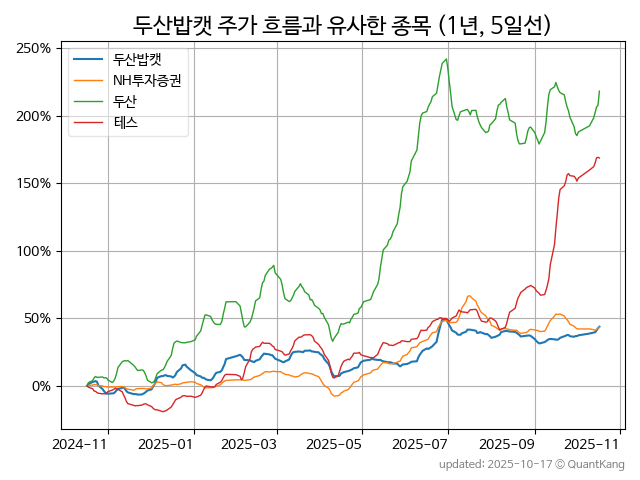 두산밥캣 주가 흐름과 유사한 종목 (1년, 5일선)
250%
200%
150%
100%
50%
0%
두산밥캣
NH투자증권
두산
테스
2024-11
2025-01
2025-03
2025-05
2025-07
2025-09
2025-11
updated: 2025-10-17 © QuantKang